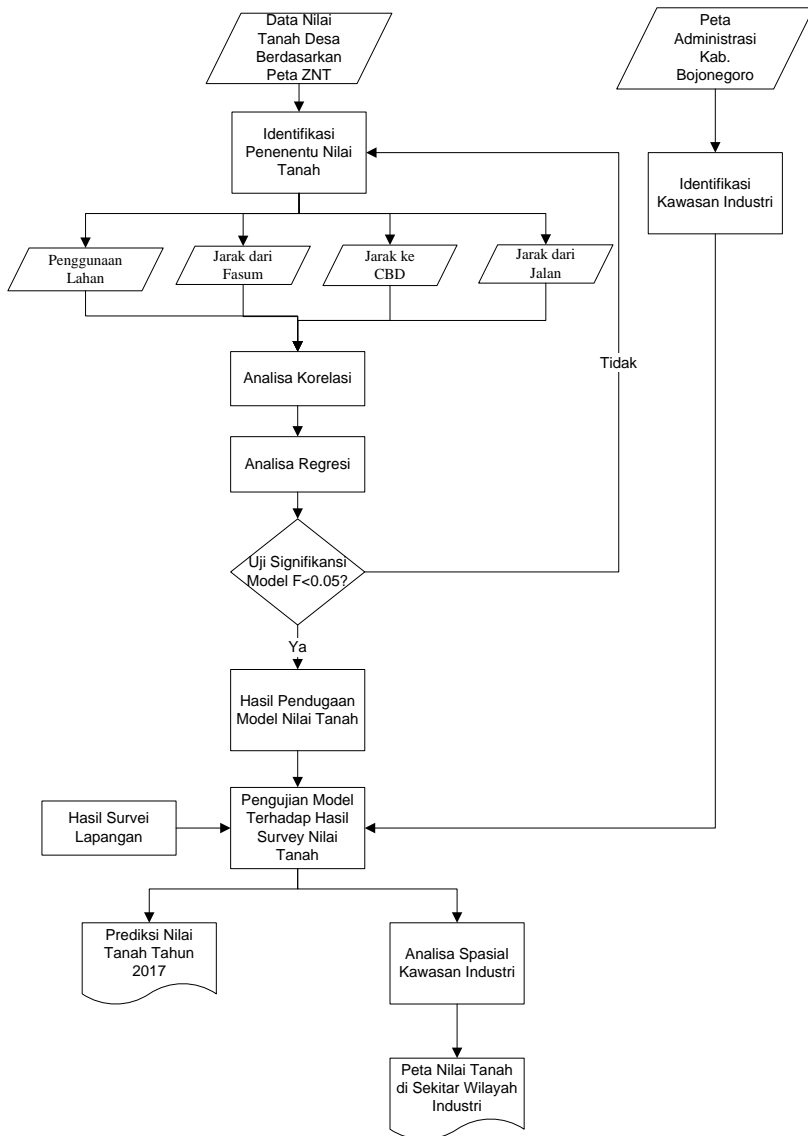 Data Nilai
Tanah Desa
Berdasarkan
Peta ZNT
Peta
Administrasi
Kab.
Bojonegoro
Identifikasi
Penenentu Nilai
Tanah
Identifikasi
Kawasan Industri
Penggunaan
Lahan
Jarak dari
Fasum
Jarak ke
CBD
Jarak dari
Jalan
Analisa Korelasi
Tidak
Analisa Regresi
Uji Signifikansi
Model F<0.05?
Ya
Hasil Pendugaan
Model Nilai Tanah
Hasil Survei
Lapangan
Pengujian Model
Terhadap Hasil
Survey Nilai
Tanah
Prediksi Nilai
Tanah Tahun
2017
Analisa Spasial
Kawasan Industri
Peta Nilai Tanah
di Sekitar Wilayah
Industri